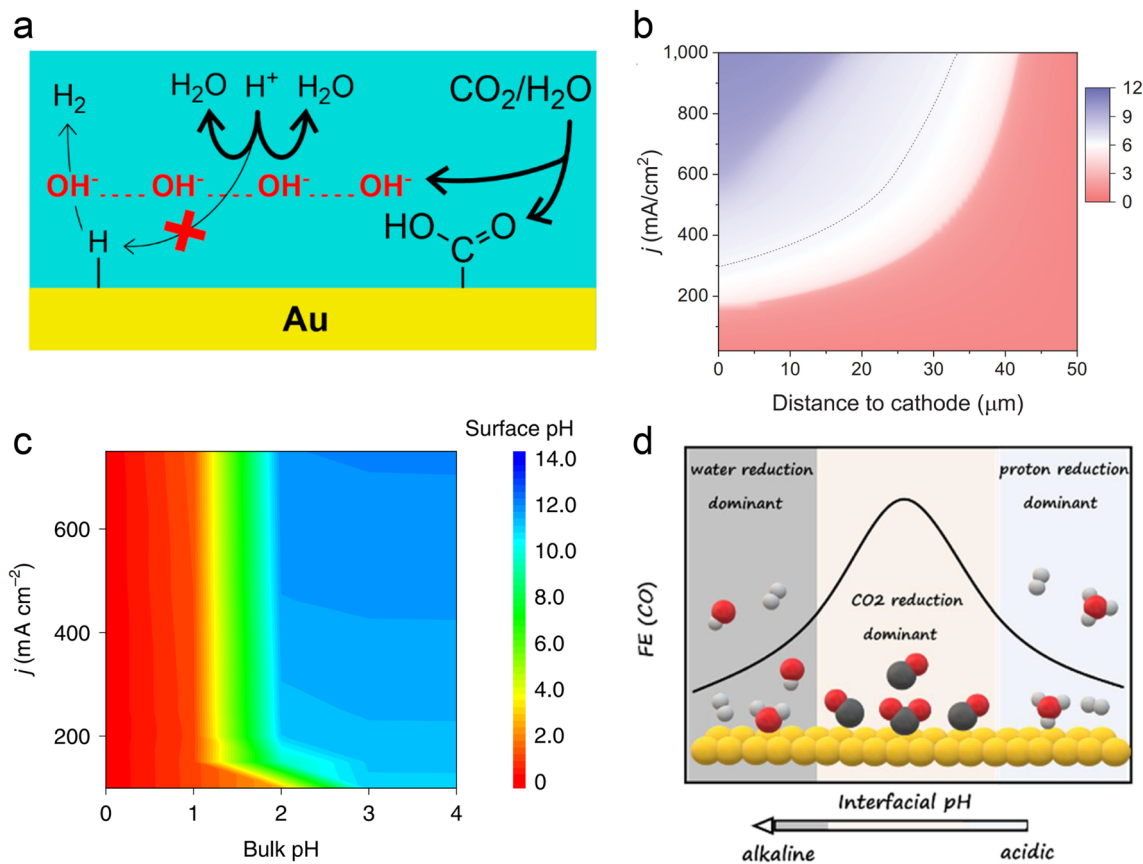 a
H₂
H₂O H⁺ H₂O
CO₂/H₂O
OH⁻ OH⁻ OH⁻ OH⁻
H
HO C O
Au
b
j (mA/cm²)
1,000
800
600
400
200
0 10 20 30 40 50
Distance to cathode (μm)
12
9
6
3
0
c
Surface pH
14.0
12.0
10.0
8.0
6.0
4.0
2.0
0
j (mA cm⁻²)
600
400
200
0 1 2 3 4
Bulk pH
d
FE (CO)
water reduction
dominant
proton reduction
dominant
CO2 reduction
dominant
Interfacial pH
alkaline acidic